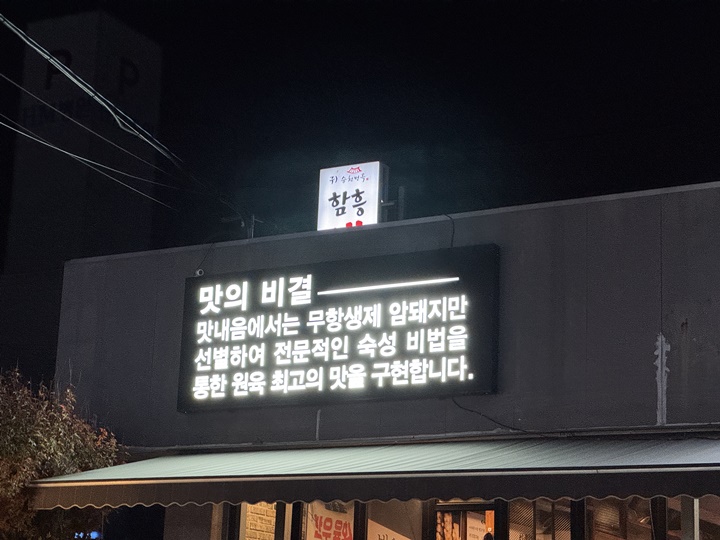 함흥
맛의 비결
맛내음에서는 무항생제 암돼지만
선별하여 전문적인 숙성 비법을
통한 원육 최고의 맛을 구현합니다.